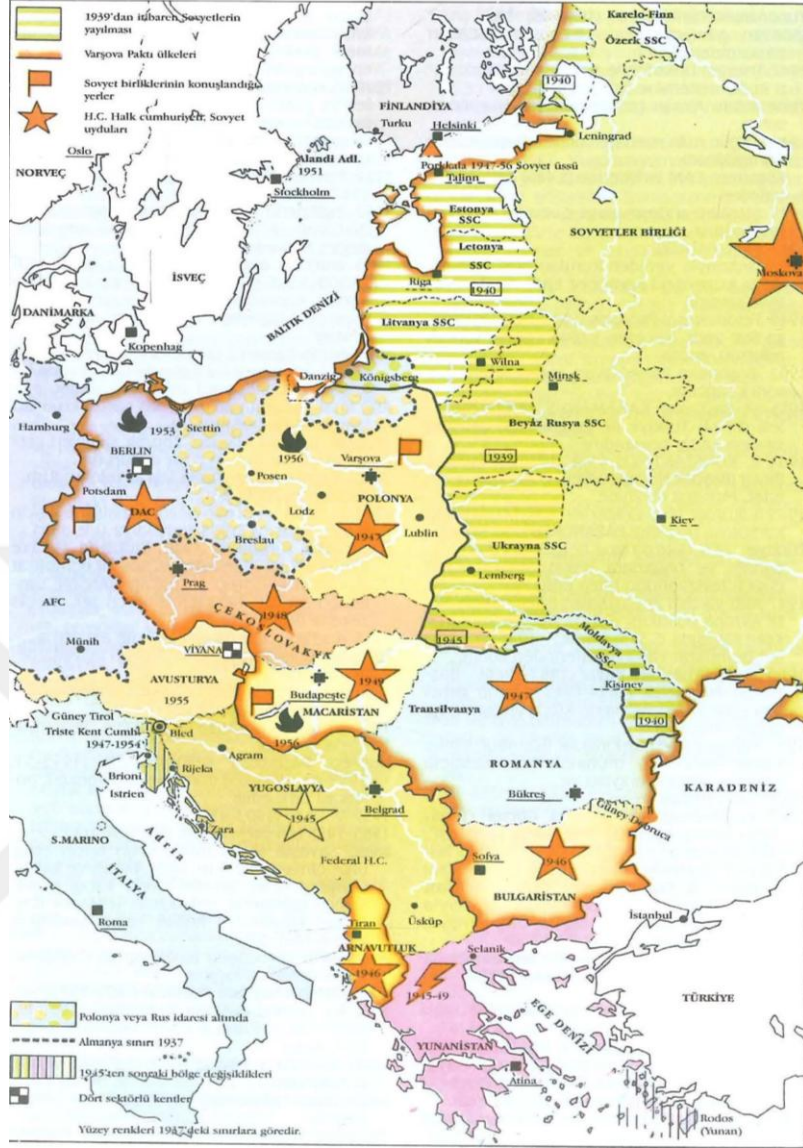 1939'dan itibaren Sovyetlerin
yayılması
Varşova Paktı ülkeleri
Sovyet birliklerinin konuşlandığı
yerler
H.C. Halk cumhuriyeti, Sovyet
uyduları
Karelo-Finn
Özerk SSC
1940
FİNLANDİYA
Turku
Helsinki
Leningrad
Porkkala 1947-56 Sovyet üssü
Oslo
NORVEÇ
Alandi Adl.
1951
Stockholm
Talinn
Estonya
SSC
SOVYETLER BİRLİĞİ
Moskova
İSVEÇ
Letonya
SSC
Riga
1940
DANİMARKA
Kopenhag
BALTIK DENİZİ
Litvanya SSC
Wilna
Minsk
Danzig
Königsberg
Beyaz Rusya SSC
Hamburg
1953
Stettin
BERLIN
Potsdam
DAC
1956
Varşova
Posen
POLONYA
Lodz
1947
Lublin
Breslau
1939
Kiev
Ukrayna SSC
Lemberg
Prag
ÇEKOSLOVAKYA
1948
1945
AFC
Münih
VİYANA
AVUSTURYA
1955
Moldavya
SSC
Kişinev
1940
Budapeşte
1949
MACARİSTAN
1956
Transilvanya
1947
Güney Tirol
Triste Kent Cumh.
1947-1954
Bled
Agram
Brioni
Istrien
Rijeka
ROMANYA
Bükreş
KARADENİZ
YUGOSLAVYA
1945
Belgrad
Güney Dobruca
S.MARINO
Zara
Adria
Federal H.C.
Sofya
1946
BULGARİSTAN
İTALYA
Roma
Tiran
Üsküp
İstanbul
ARNAVUTLUK
1946
Selanik
1945-49
TÜRKİYE
EGE DENİZİ
YUNANİSTAN
Atina
Rodos
(Yunan)
Polonya veya Rus idaresi altında
Almanya sınırı 1937
1945'ten sonraki bölge değişiklikleri
Dört sektörlü kentler
Yüzey renkleri 1937'deki sınırlara göredir.